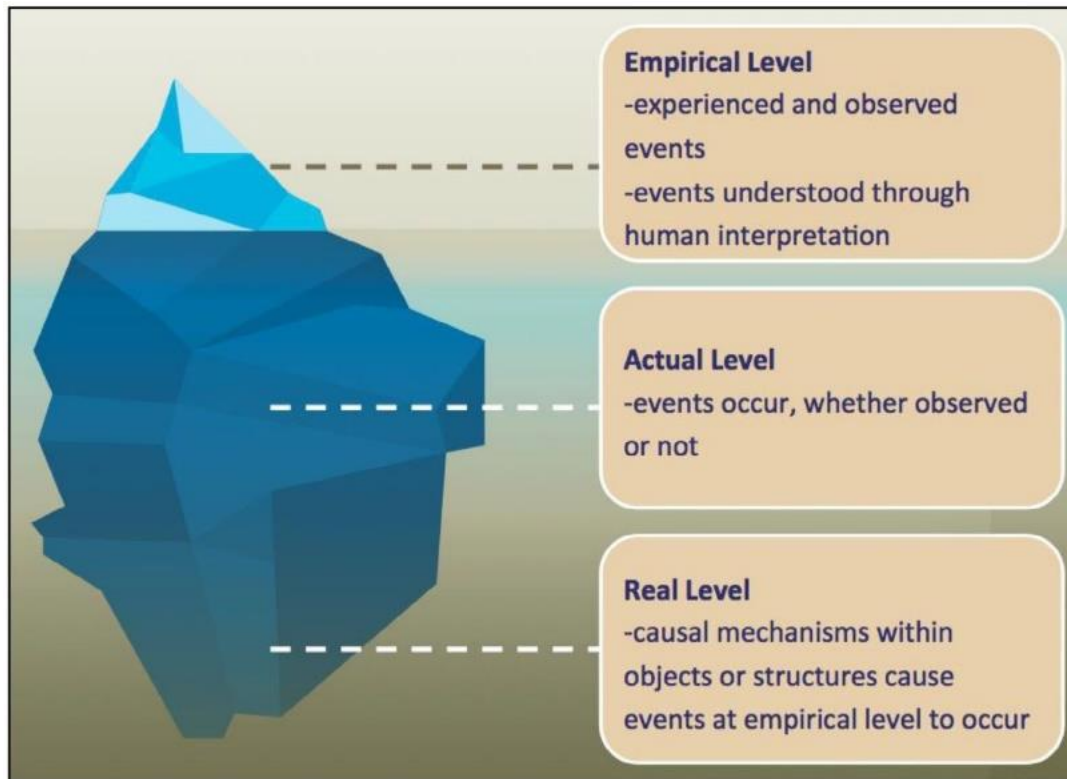 Empirical Level
-experienced and observed
events
-events understood through
human interpretation
Actual Level
-events occur, whether observed
or not
Real Level
-causal mechanisms within
objects or structures cause
events at empirical level to occur